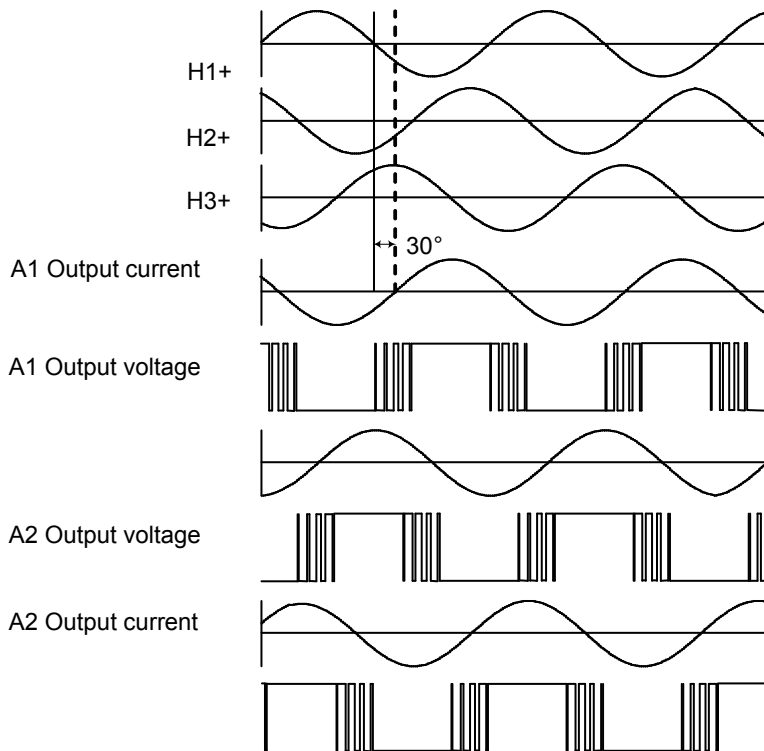 H1+
H2+
H3+
30°
A1 Output current
A1 Output voltage
A2 Output voltage
A2 Output current